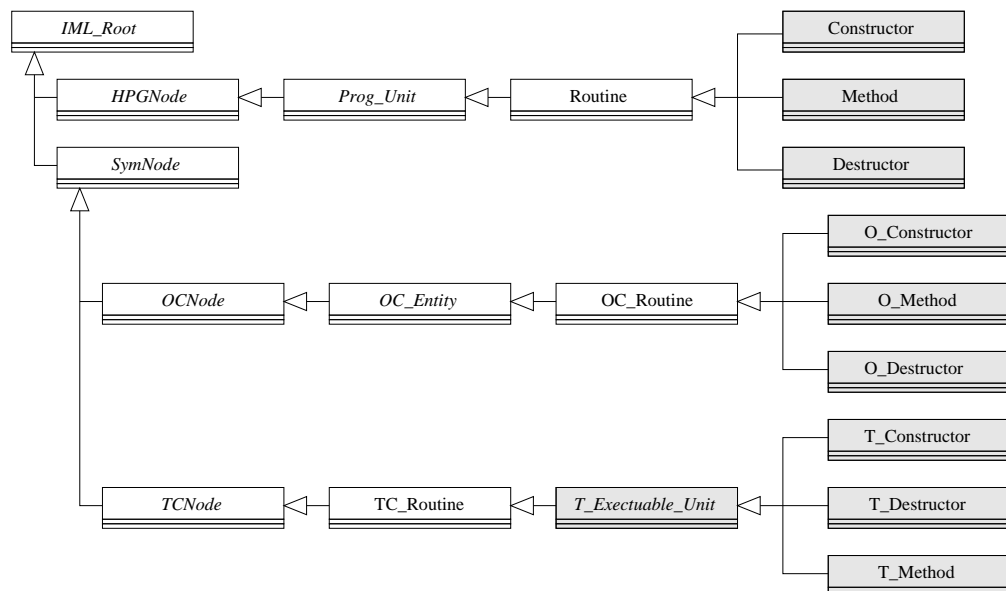 IML_Root
Constructor
HPGNode
Prog_Unit
Routine
Method
SymNode
Destructor
O_Constructor
OCNode
OC_Entity
OC_Routine
O_Method
O_Destructor
T_Constructor
TCNode
TC_Routine
T_Exectuable_Unit
T_Destructor
T_Method